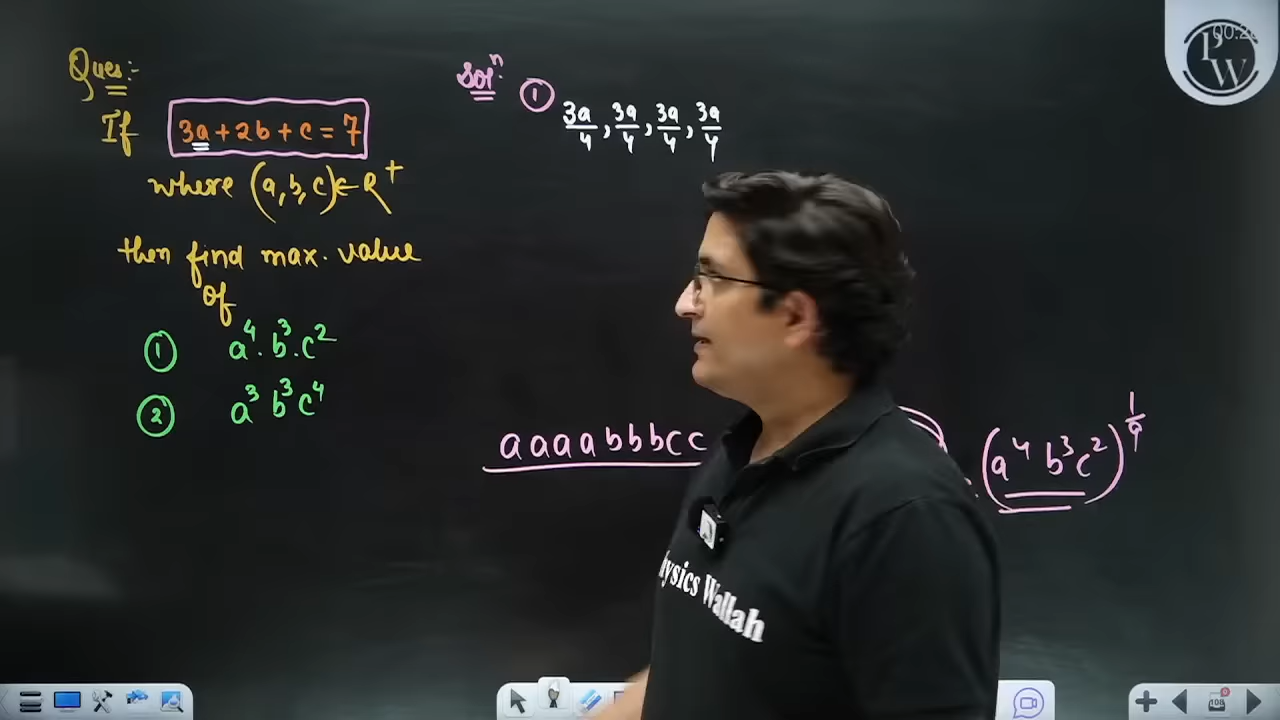 Ques:-
If 3a + 2b + c = 7
where (a, b, c) ∈ R⁺
then find max. value
of
① a⁴. b³. c²
② a³ b³ c⁴
Solⁿ. ① 3a/4, 3a/4, 3a/4, 3a/4
a a a a b b b c c
(a⁴ b³ c²)^(1/9)
Physics Wallah
PW
108